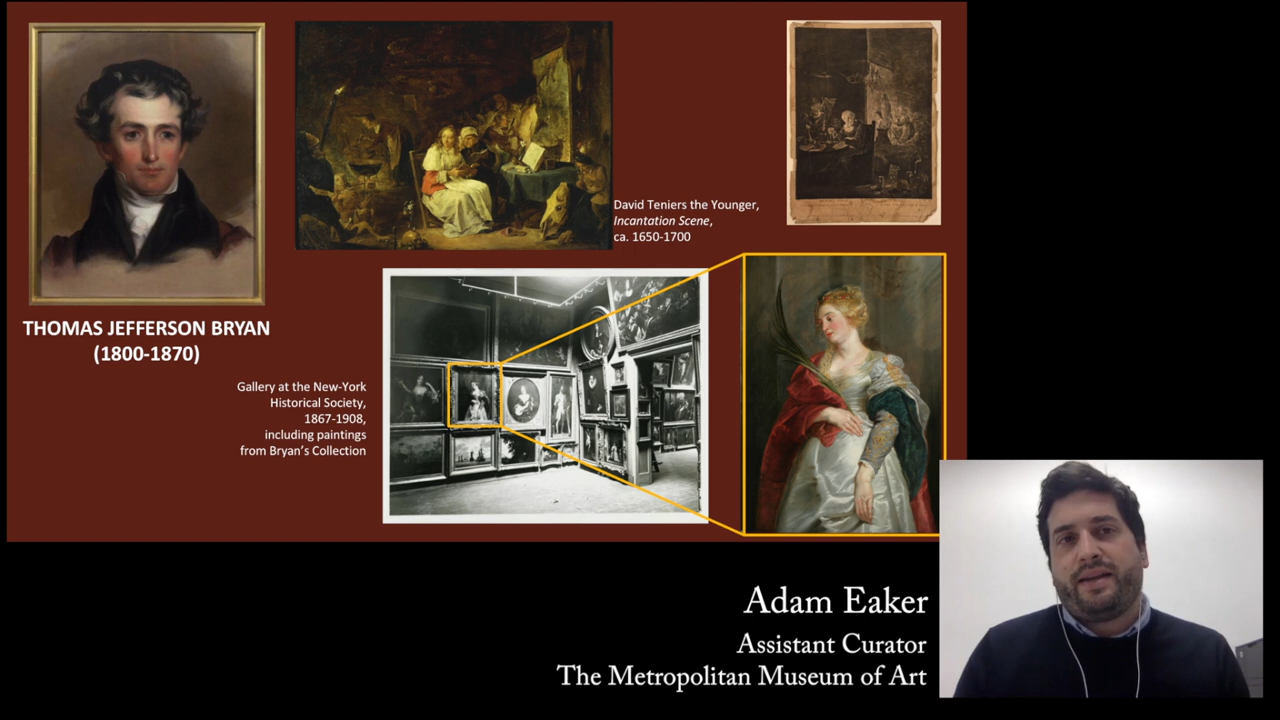 David Teniers the Younger,
Incantation Scene,
ca. 1650-1700
THOMAS JEFFERSON BRYAN
(1800-1870)
Gallery at the New-York
Historical Society,
1867-1908,
including paintings
from Bryan's Collection
Adam Eaker
Assistant Curator
The Metropolitan Museum of Art